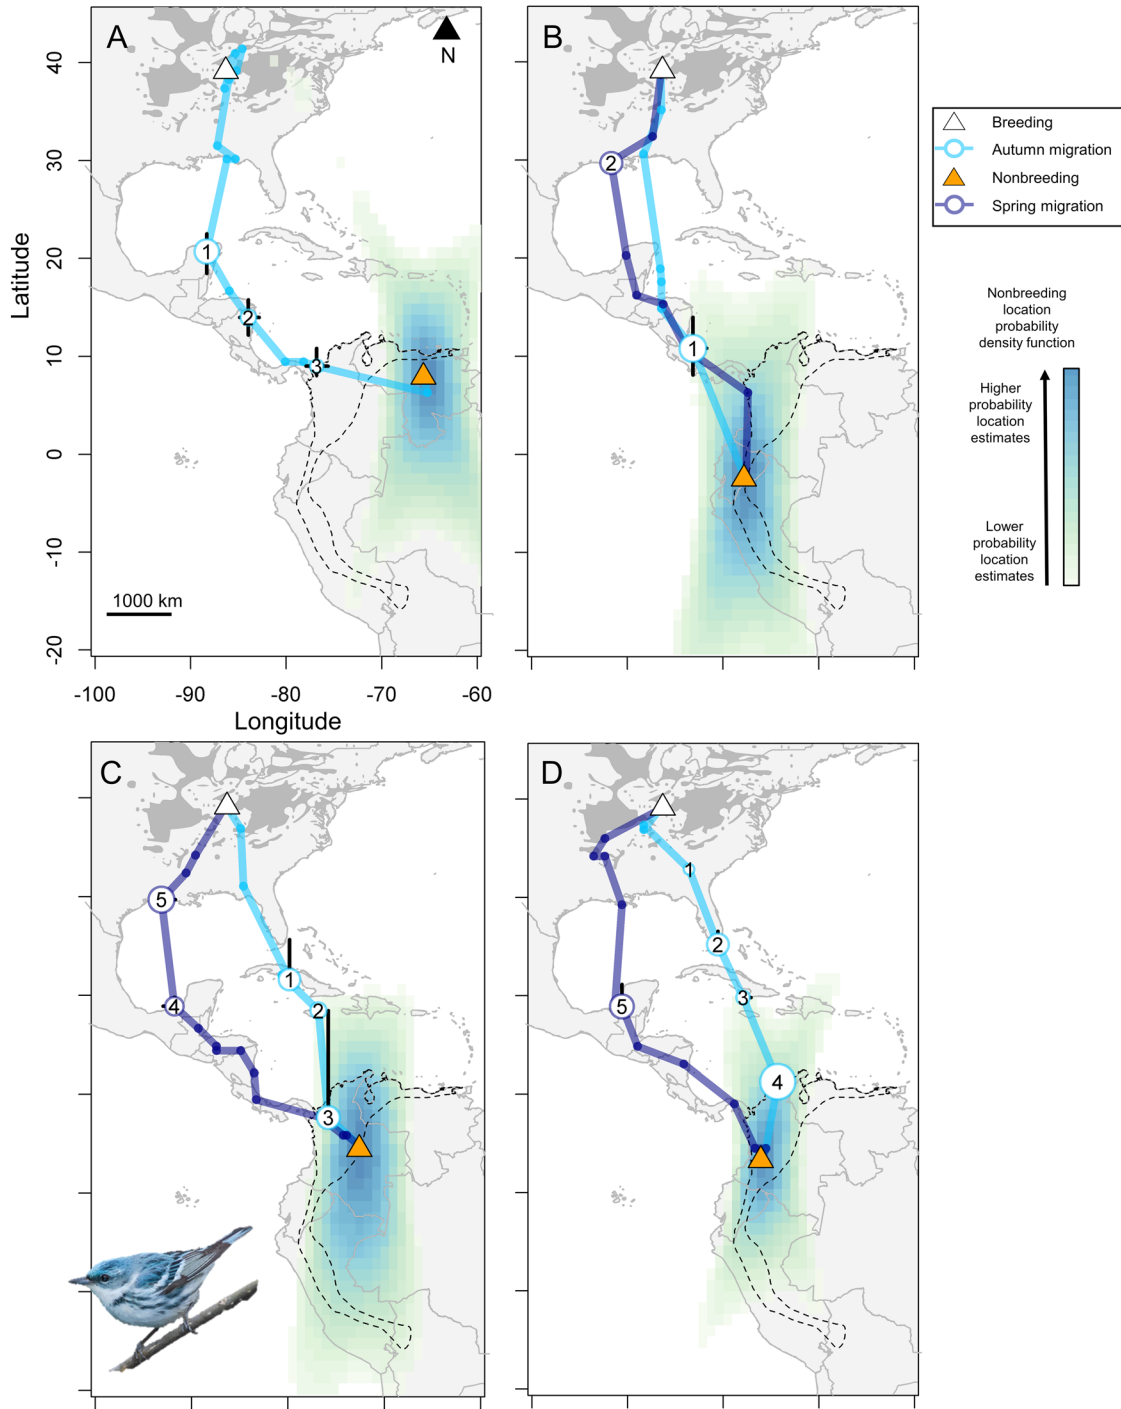 A
N
B
40
30
20
10
0
-10
-20
Latitude
1
2
3
1000 km
-100
-90
-80
-70
-60
Longitude
2
1
Breeding
Autumn migration
Nonbreeding
Spring migration
Nonbreeding
location
probability
density function
Higher
probability
location
estimates
Lower
probability
location
estimates
C
5
4
1
2
3
D
1
2
3
4
5